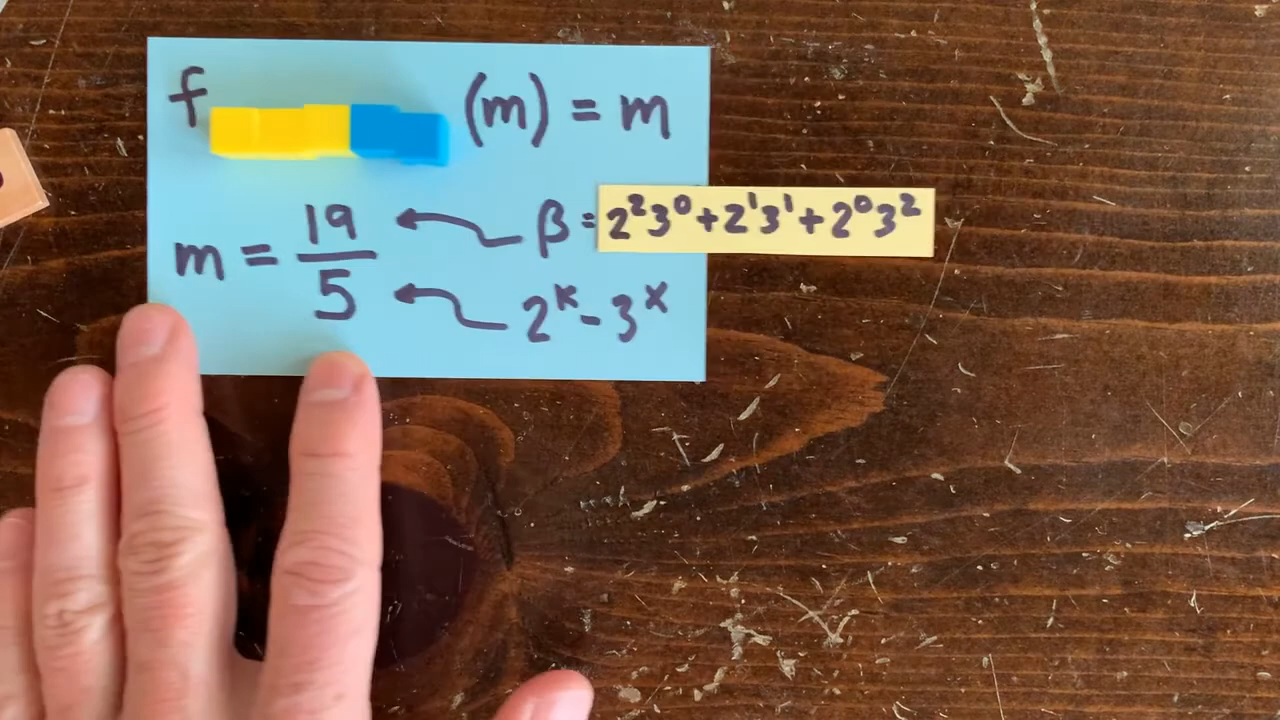 f (m) = m
m = 19/5
β = 2²3⁰+2¹3¹+2⁰3²
2ᵏ-3ˣ